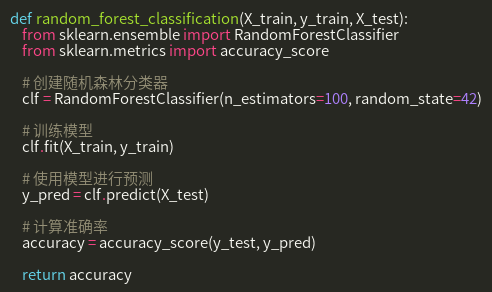 def random_forest_classification(X_train, y_train, X_test):
from sklearn.ensemble import RandomForestClassifier
from sklearn.metrics import accuracy_score
# 创建随机森林分类器
clf = RandomForestClassifier(n_estimators=100, random_state=42)
# 训练模型
clf.fit(X_train, y_train)
# 使用模型进行预测
y_pred = clf.predict(X_test)
# 计算准确率
accuracy = accuracy_score(y_test, y_pred)
return accuracy